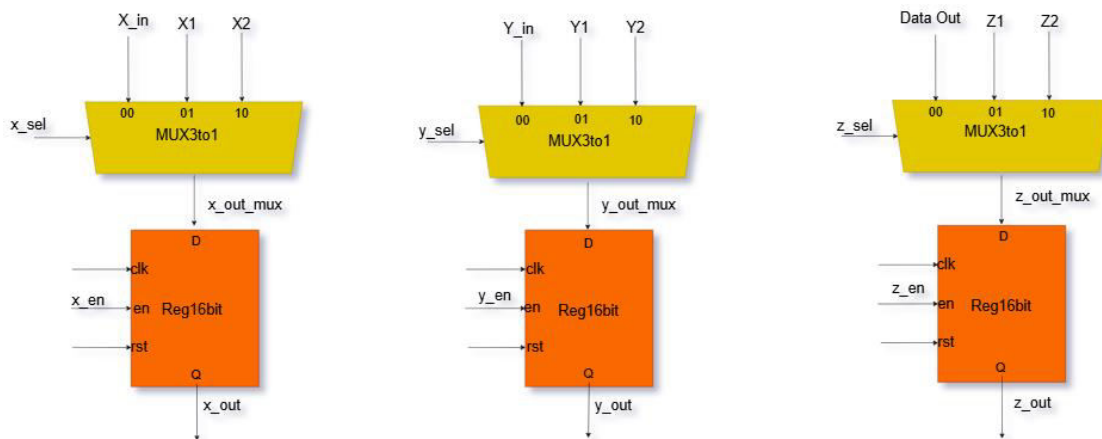 X_in X1 X2
00 01 10
x_sel
MUX3to1
x_out_mux
D
clk
x_en
en
Reg16bit
rst
Q
x_out
Y_in Y1 Y2
00 01 10
y_sel
MUX3to1
y_out_mux
D
clk
y_en
en
Reg16bit
rst
Q
y_out
Data Out Z1 Z2
00 01 10
z_sel
MUX3to1
z_out_mux
D
clk
z_en
en
Reg16bit
rst
Q
z_out